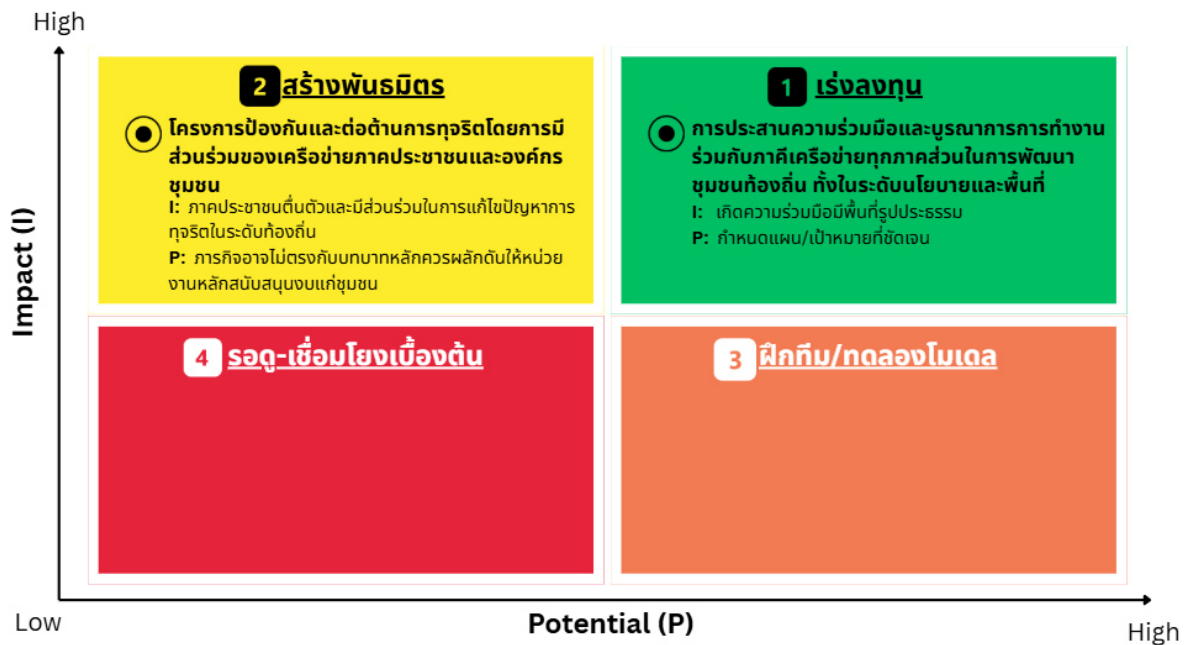 High
2 สร้างพันธมิตร
โครงการป้องกันและต่อต้านการทุจริตโดยการมี
ส่วนร่วมของเครือข่ายภาคประชาชนและองค์กร
ชุมชน
I: ภาคประชาชนตื่นตัวและมีส่วนร่วมในการแก้ไขปัญหาการ
ทุจริตในระดับท้องถิ่น
P: ภารกิจอาจไม่ตรงกับบทบาทหลักควรผลักดันให้หน่วย
งานหลักสนับสนุนงบแก่ชุมชน
1 เร่งลงทุน
การประสานความร่วมมือและบูรณาการการทำงาน
ร่วมกับภาคีเครือข่ายทุกภาคส่วนในการพัฒนา
ชุมชนท้องถิ่น ทั้งในระดับนโยบายและพื้นที่
I: เกิดความร่วมมือมีพื้นที่รูปประธรรม
P: กำหนดแผน/เป้าหมายที่ชัดเจน
Impact (I)
4 รอดู-เชื่อมโยงเบื้องต้น
3 ฝึกทีม/ทดลองโมเดล
Low
Potential (P)
High